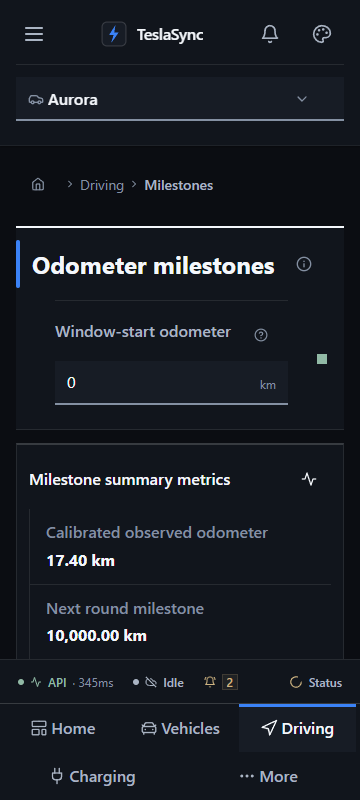 TeslaSync
Aurora
Driving Milestones
Odometer milestones
Window-start odometer
0 km
Milestone summary metrics
Calibrated observed odometer
17.40 km
Next round milestone
10,000.00 km
API · 345ms Idle 2 Status
Home Vehicles Driving
Charging More